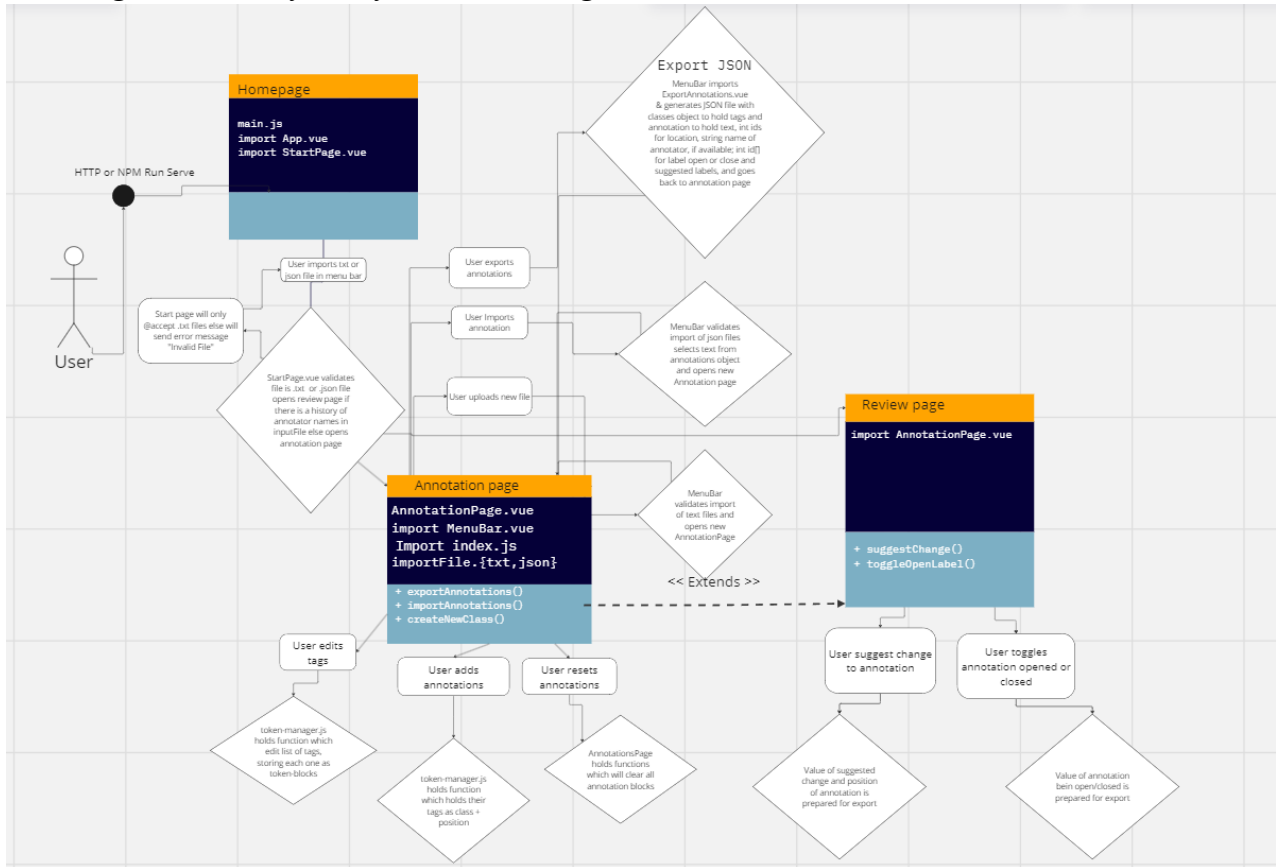 Homepage
main.js
import App.vue
import StartPage.vue
HTTP or NPM Run Serve
User
User imports txt or
json file in menu bar
Start page will only
@accept .txt files else will
send error message
"Invalid File"
StartPage.vue validates
file is .txt or .json file
opens review page if
there is a history of
annotator names in
inputFile else opens
annotation page
Export JSON
MenuBar imports
ExportAnnotations.vue
& generates JSON file with
classes object to hold tags and
annotation to hold text, int ids
for location, string name of
annotator, if available; int id[]
for label open or close and
suggested labels, and goes
back to annotation page
User exports
annotations
User Imports
annotation
MenuBar validates
import of json files
selects text from
annotations object
and opens new
Annotation page
User uploads new file
MenuBar
validates import
of text files and
opens new
AnnotationPage
Annotation page
AnnotationPage.vue
import MenuBar.vue
Import index.js
importFile.{txt,json}
+ exportAnnotations()
+ importAnnotations()
+ createNewClass()
<< Extends >>
Review page
import AnnotationPage.vue
+ suggestChange()
+ toggleOpenLabel()
User edits
tags
User adds
annotations
User resets
annotations
User suggest change
to annotation
User toggles
annotation opened or
closed
token-manager.js
holds function which
edit list of tags,
storing each one as
token-blocks
token-manager.js
holds function
which holds their
tags as class +
position
AnnotationsPage
holds functions
which will clear all
annotation blocks
Value of suggested
change and position
of annotation is
prepared for export
Value of annotation
bein open/closed is
prepared for export